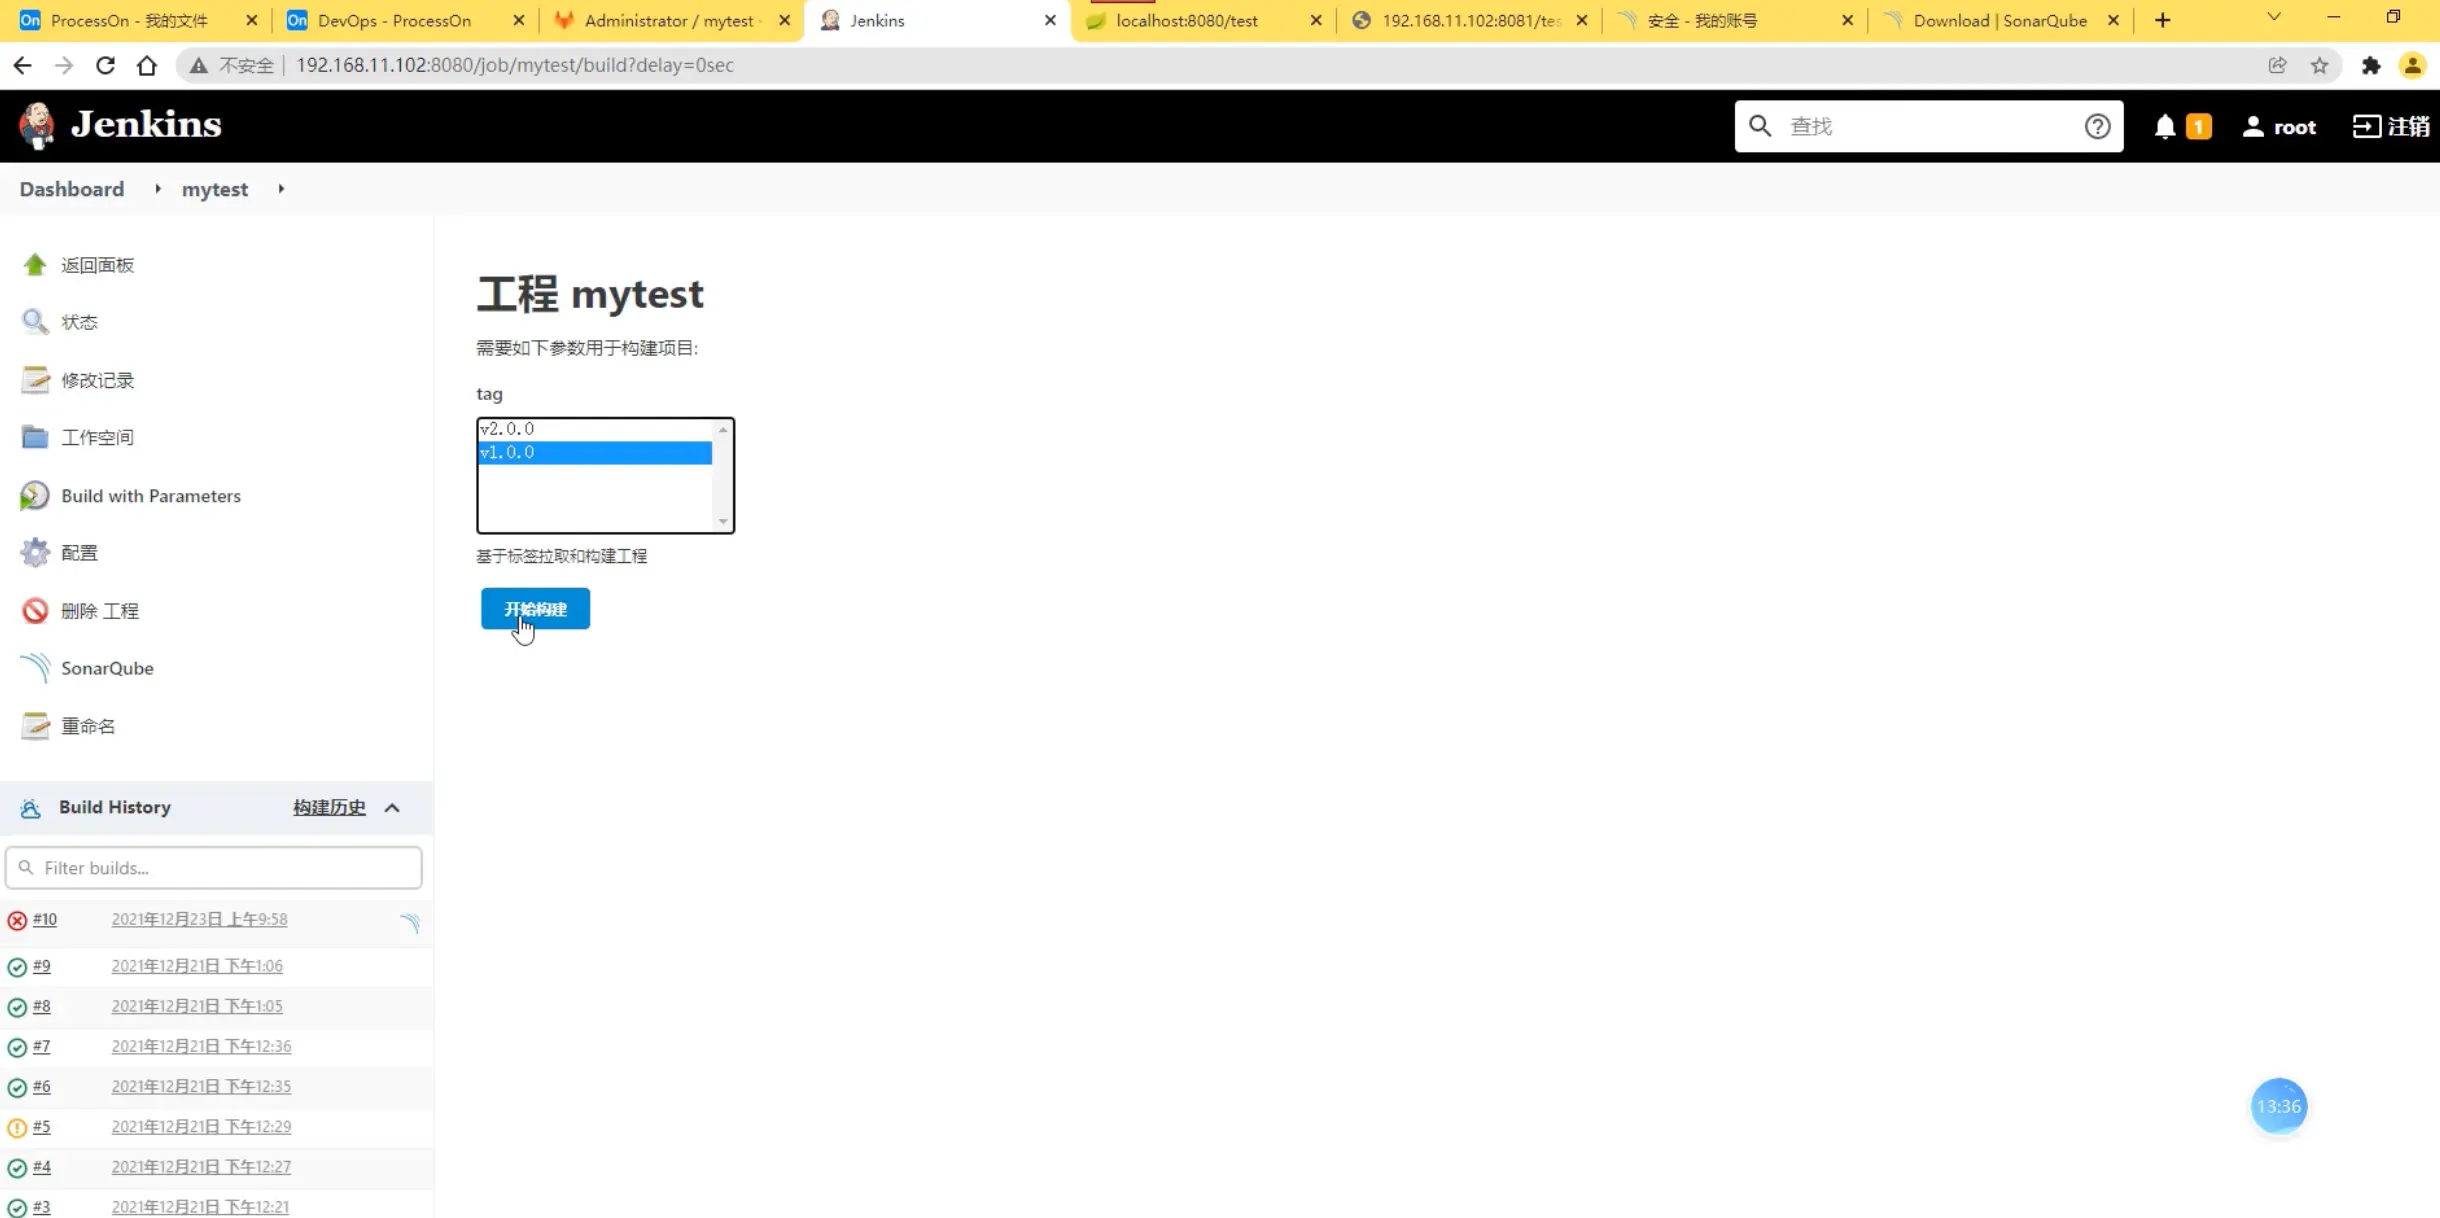 ProcessOn - 我的文件
DevOps - ProcessOn
Administrator / mytest
Jenkins
localhost:8080/test
192.168.11.102:8081/tes
安全 - 我的账号
Download | SonarQube
不安全
192.168.11.102:8080/job/mytest/build?delay=0sec
Jenkins
查找
1
root
注销
Dashboard
mytest
返回面板
状态
修改记录
工作空间
Build with Parameters
配置
删除 工程
SonarQube
重命名
工程 mytest
需要如下参数用于构建项目:
tag
v2.0.0
v1.0.0
基于标签拉取和构建工程
开始构建
Build History
构建历史
Filter builds...
#10 2021年12月23日 上午9:58
#9 2021年12月21日 下午1:06
#8 2021年12月21日 下午1:05
#7 2021年12月21日 下午12:36
#6 2021年12月21日 下午12:35
#5 2021年12月21日 下午12:29
#4 2021年12月21日 下午12:27
#3 2021年12月21日 下午12:21
13:36